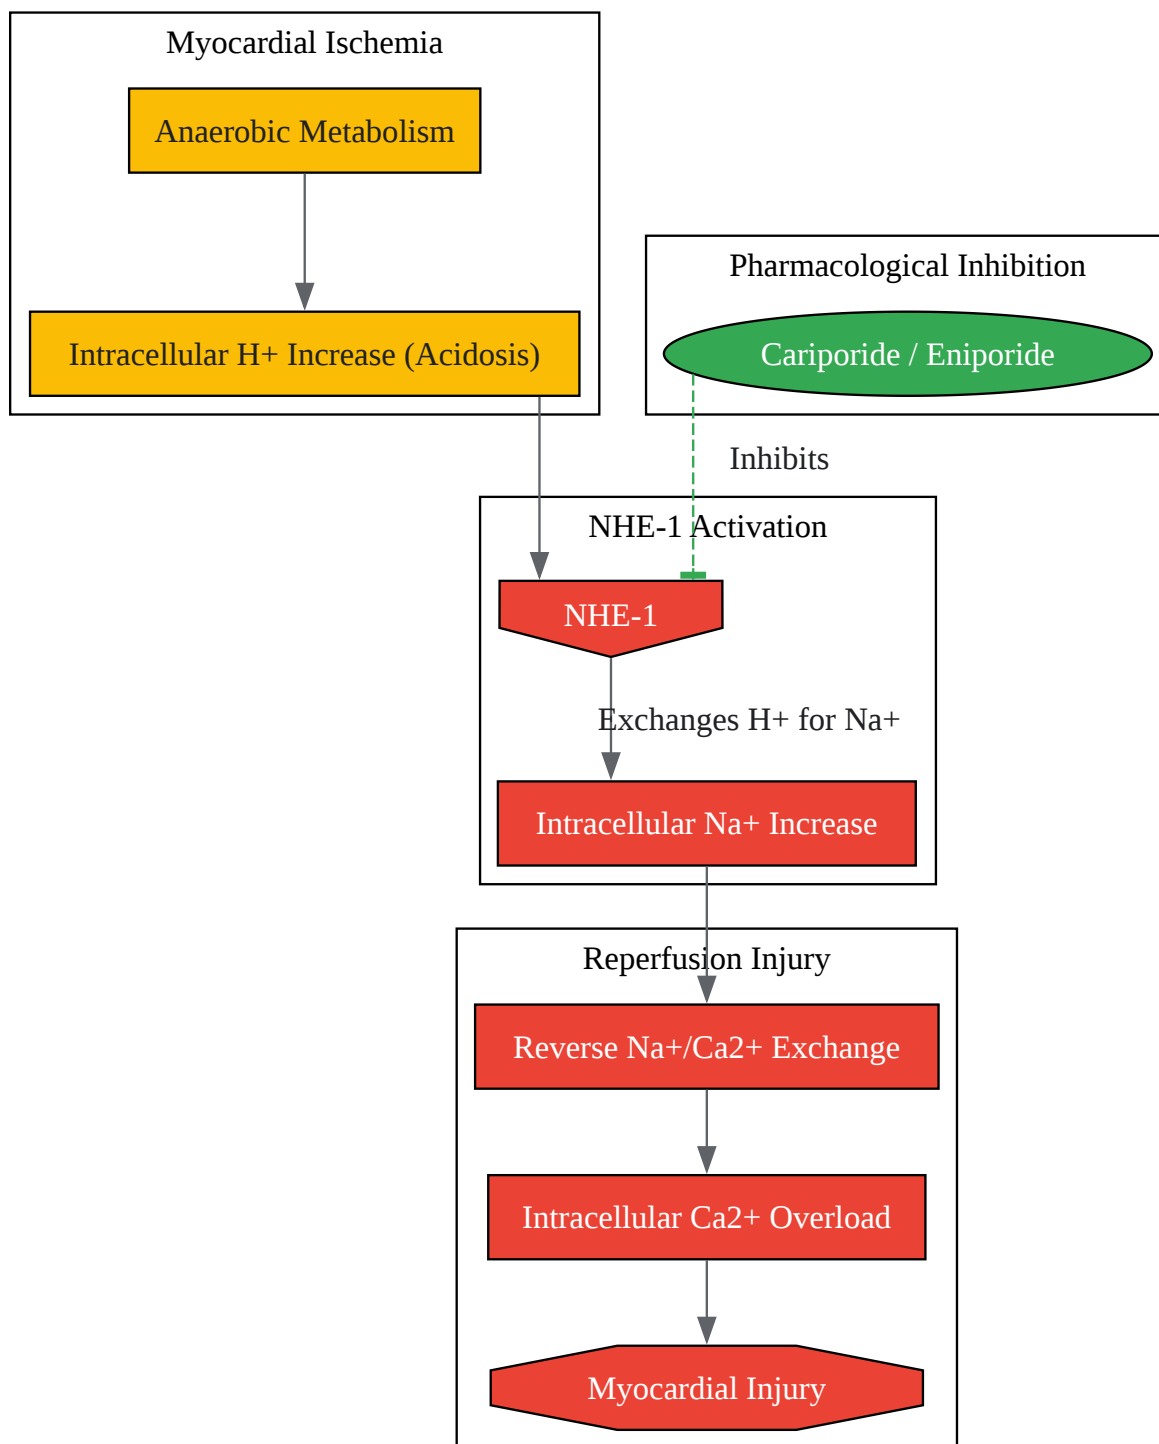 Myocardial Ischemia
Anaerobic Metabolism
Intracellular H+ Increase (Acidosis)
Pharmacological Inhibition
Cariporide / Eniporide
Inhibits
NHE-1 Activation
NHE-1
Exchanges H+ for Na+
Intracellular Na+ Increase
Reperfusion Injury
Reverse Na+/Ca2+ Exchange
Intracellular Ca2+ Overload
Myocardial Injury